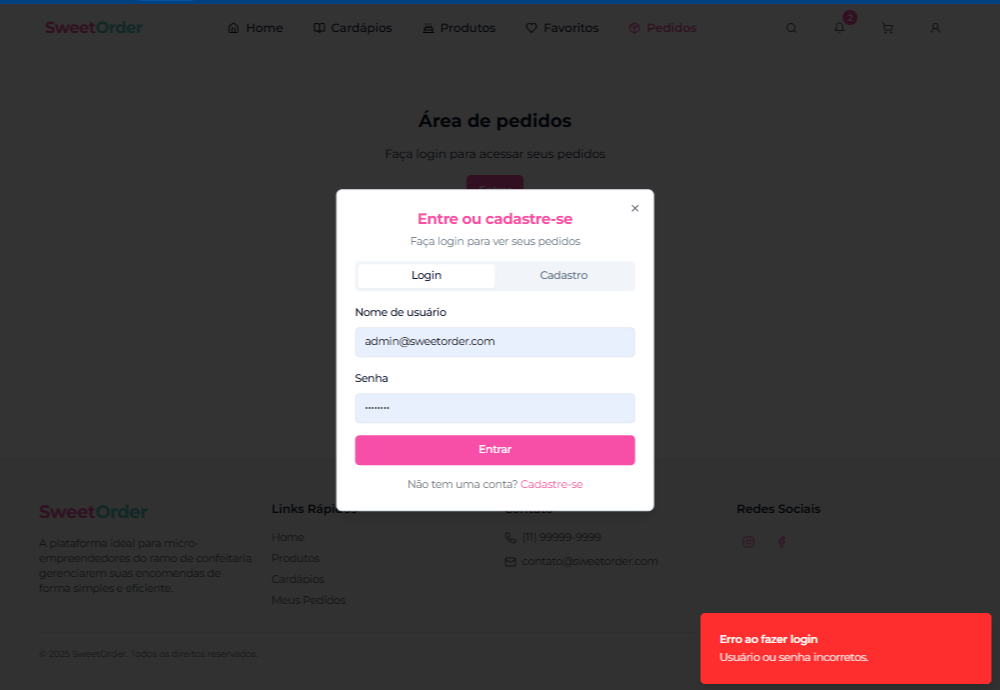 SweetOrder
Home
Cardápios
Produtos
Favoritos
Pedidos
2
Área de pedidos
Faça login para acessar seus pedidos
Entre ou cadastre-se
Faça login para ver seus pedidos
Login
Cadastro
Nome de usuário
admin@sweetorder.com
Senha
Entrar
Não tem uma conta? Cadastre-se
SweetOrder
A plataforma ideal para micro-
empreendedores do ramo de confeitaria
gerenciarem suas encomendas de
forma simples e eficiente.
Links Rápidos
Home
Produtos
Cardápios
Meus Pedidos
Contato
(11) 99999-9999
contato@sweetorder.com
Redes Sociais
© 2025 SweetOrder. Todos os direitos reservados.
Erro ao fazer login
Usuário ou senha incorretos.